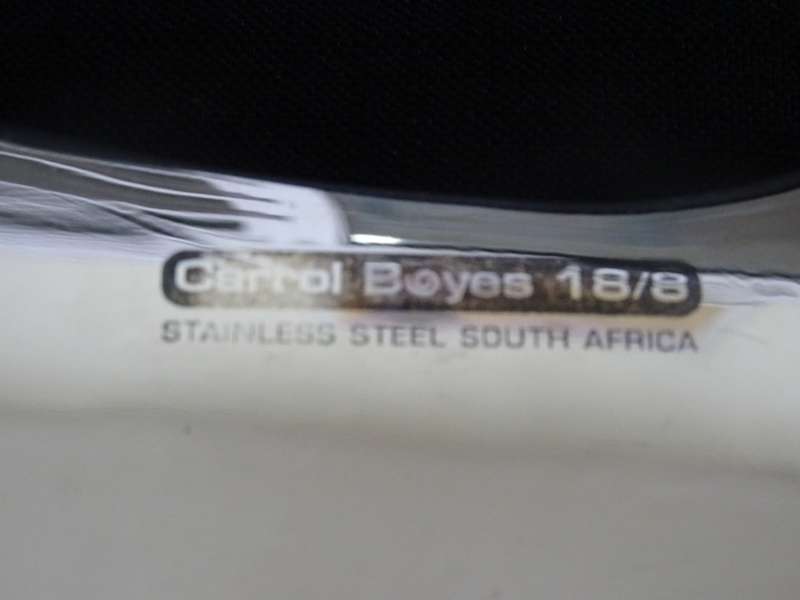 Carrol Boyes 18/8
STAINLESS STEEL SOUTH AFRICA